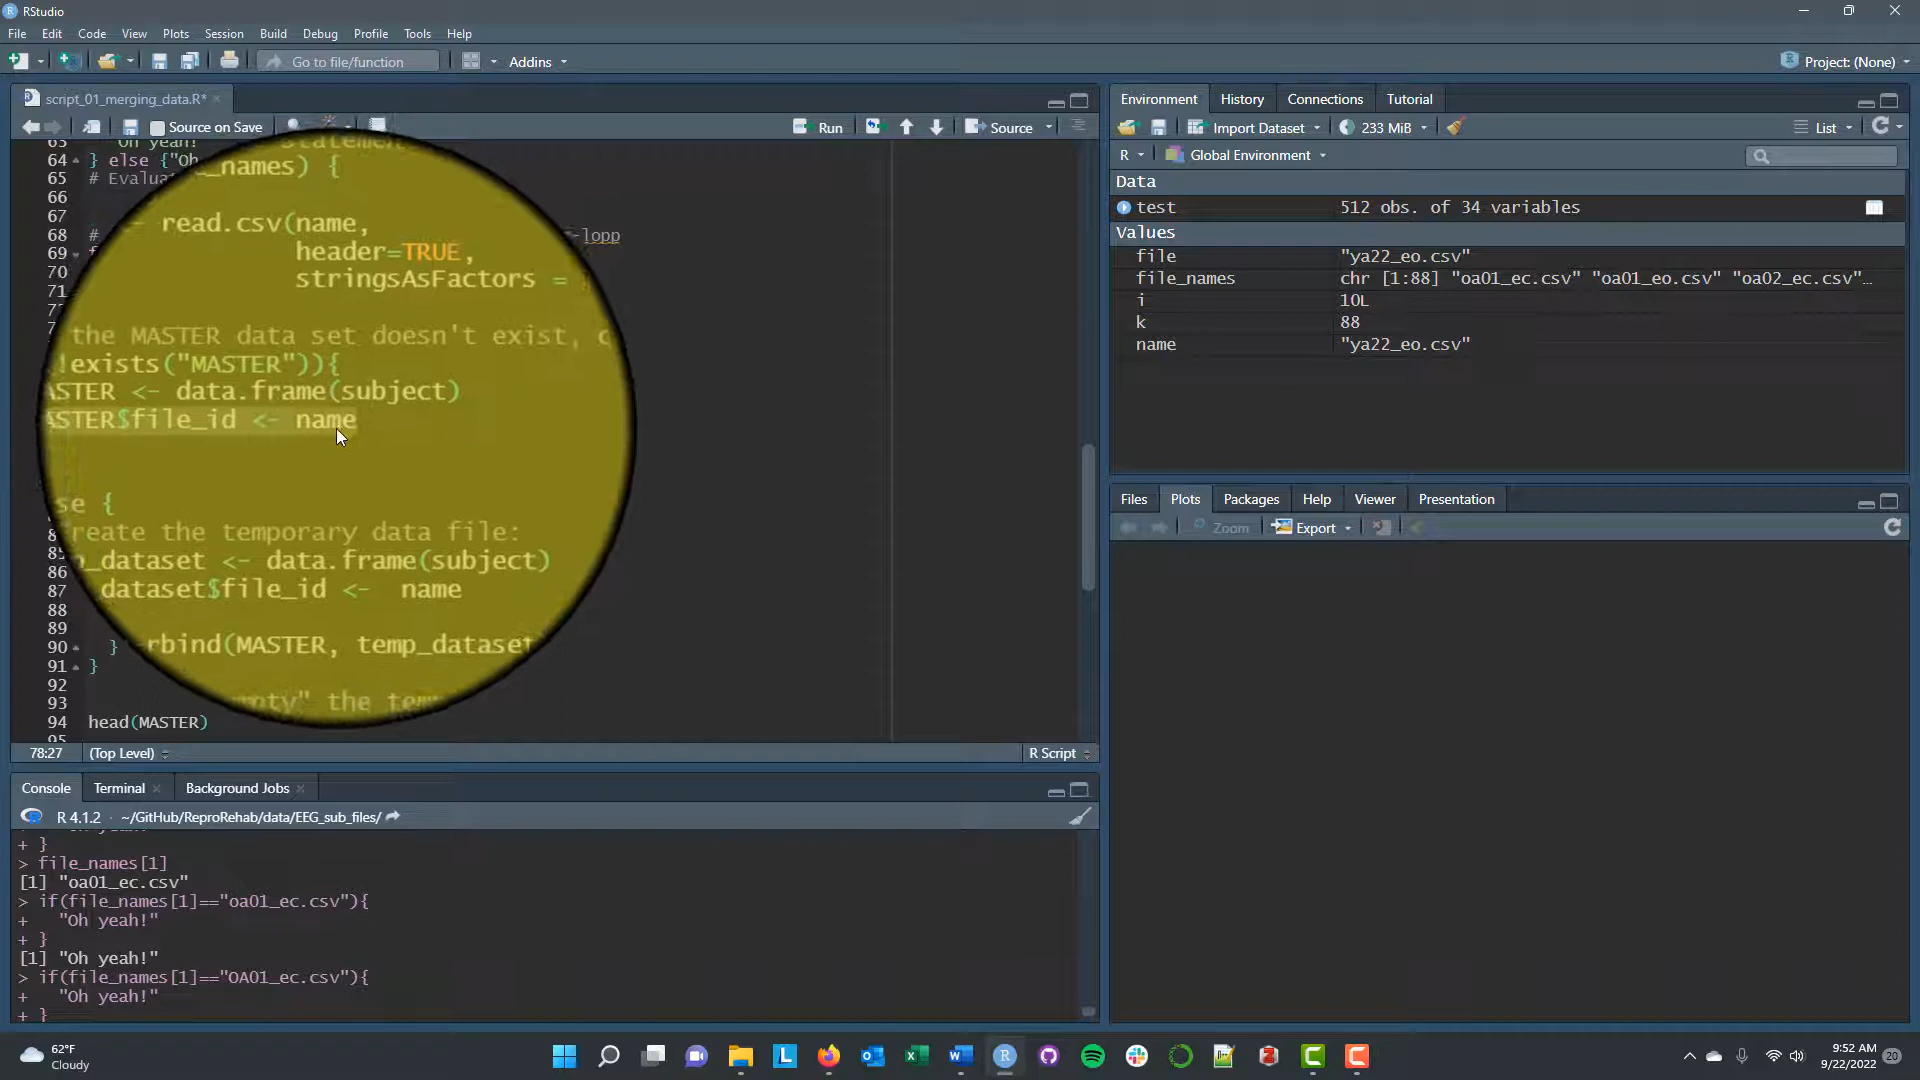 RStudio
File Edit Code View Plots Session Build Debug Profile Tools Help
Go to file/function Addins Project: (None)
script_01_merging_data.R*
Source on Save Run Source
64 } else {"Oh
65 # Evalua
66
67
68 # -lopp
69
70
71
_names) {
read.csv(name,
header=TRUE,
stringsAsFactors =
the MASTER data set doesn't exist,
!exists("MASTER")){
ASTER <- data.frame(subject)
ASTER$file_id <- name
se {
reate the temporary data file:
p_dataset <- data.frame(subject)
dataset$file_id <- name
86
87
88
89
90 } rbind(MASTER, temp_dataset
91 }
92
93 mpty" the tem
94 head(MASTER)
95
78:27 (Top Level) R Script
Console Terminal Background Jobs
R 4.1.2 · ~/GitHub/ReproRehab/data/EEG_sub_files/
+ }
> file_names[1]
[1] "oa01_ec.csv"
> if(file_names[1]=="oa01_ec.csv"){
+ "Oh yeah!"
+ }
[1] "Oh yeah!"
> if(file_names[1]=="OA01_ec.csv"){
+ "Oh yeah!"
+ }
Environment History Connections Tutorial
Import Dataset 233 MiB List
R Global Environment
Data
test 512 obs. of 34 variables
Values
file "ya22_eo.csv"
file_names chr [1:88] "oa01_ec.csv" "oa01_eo.csv" "oa02_ec.csv"…
i 10L
k 88
name "ya22_eo.csv"
Files Plots Packages Help Viewer Presentation
Zoom Export
62°F
Cloudy
9:52 AM
9/22/2022
20